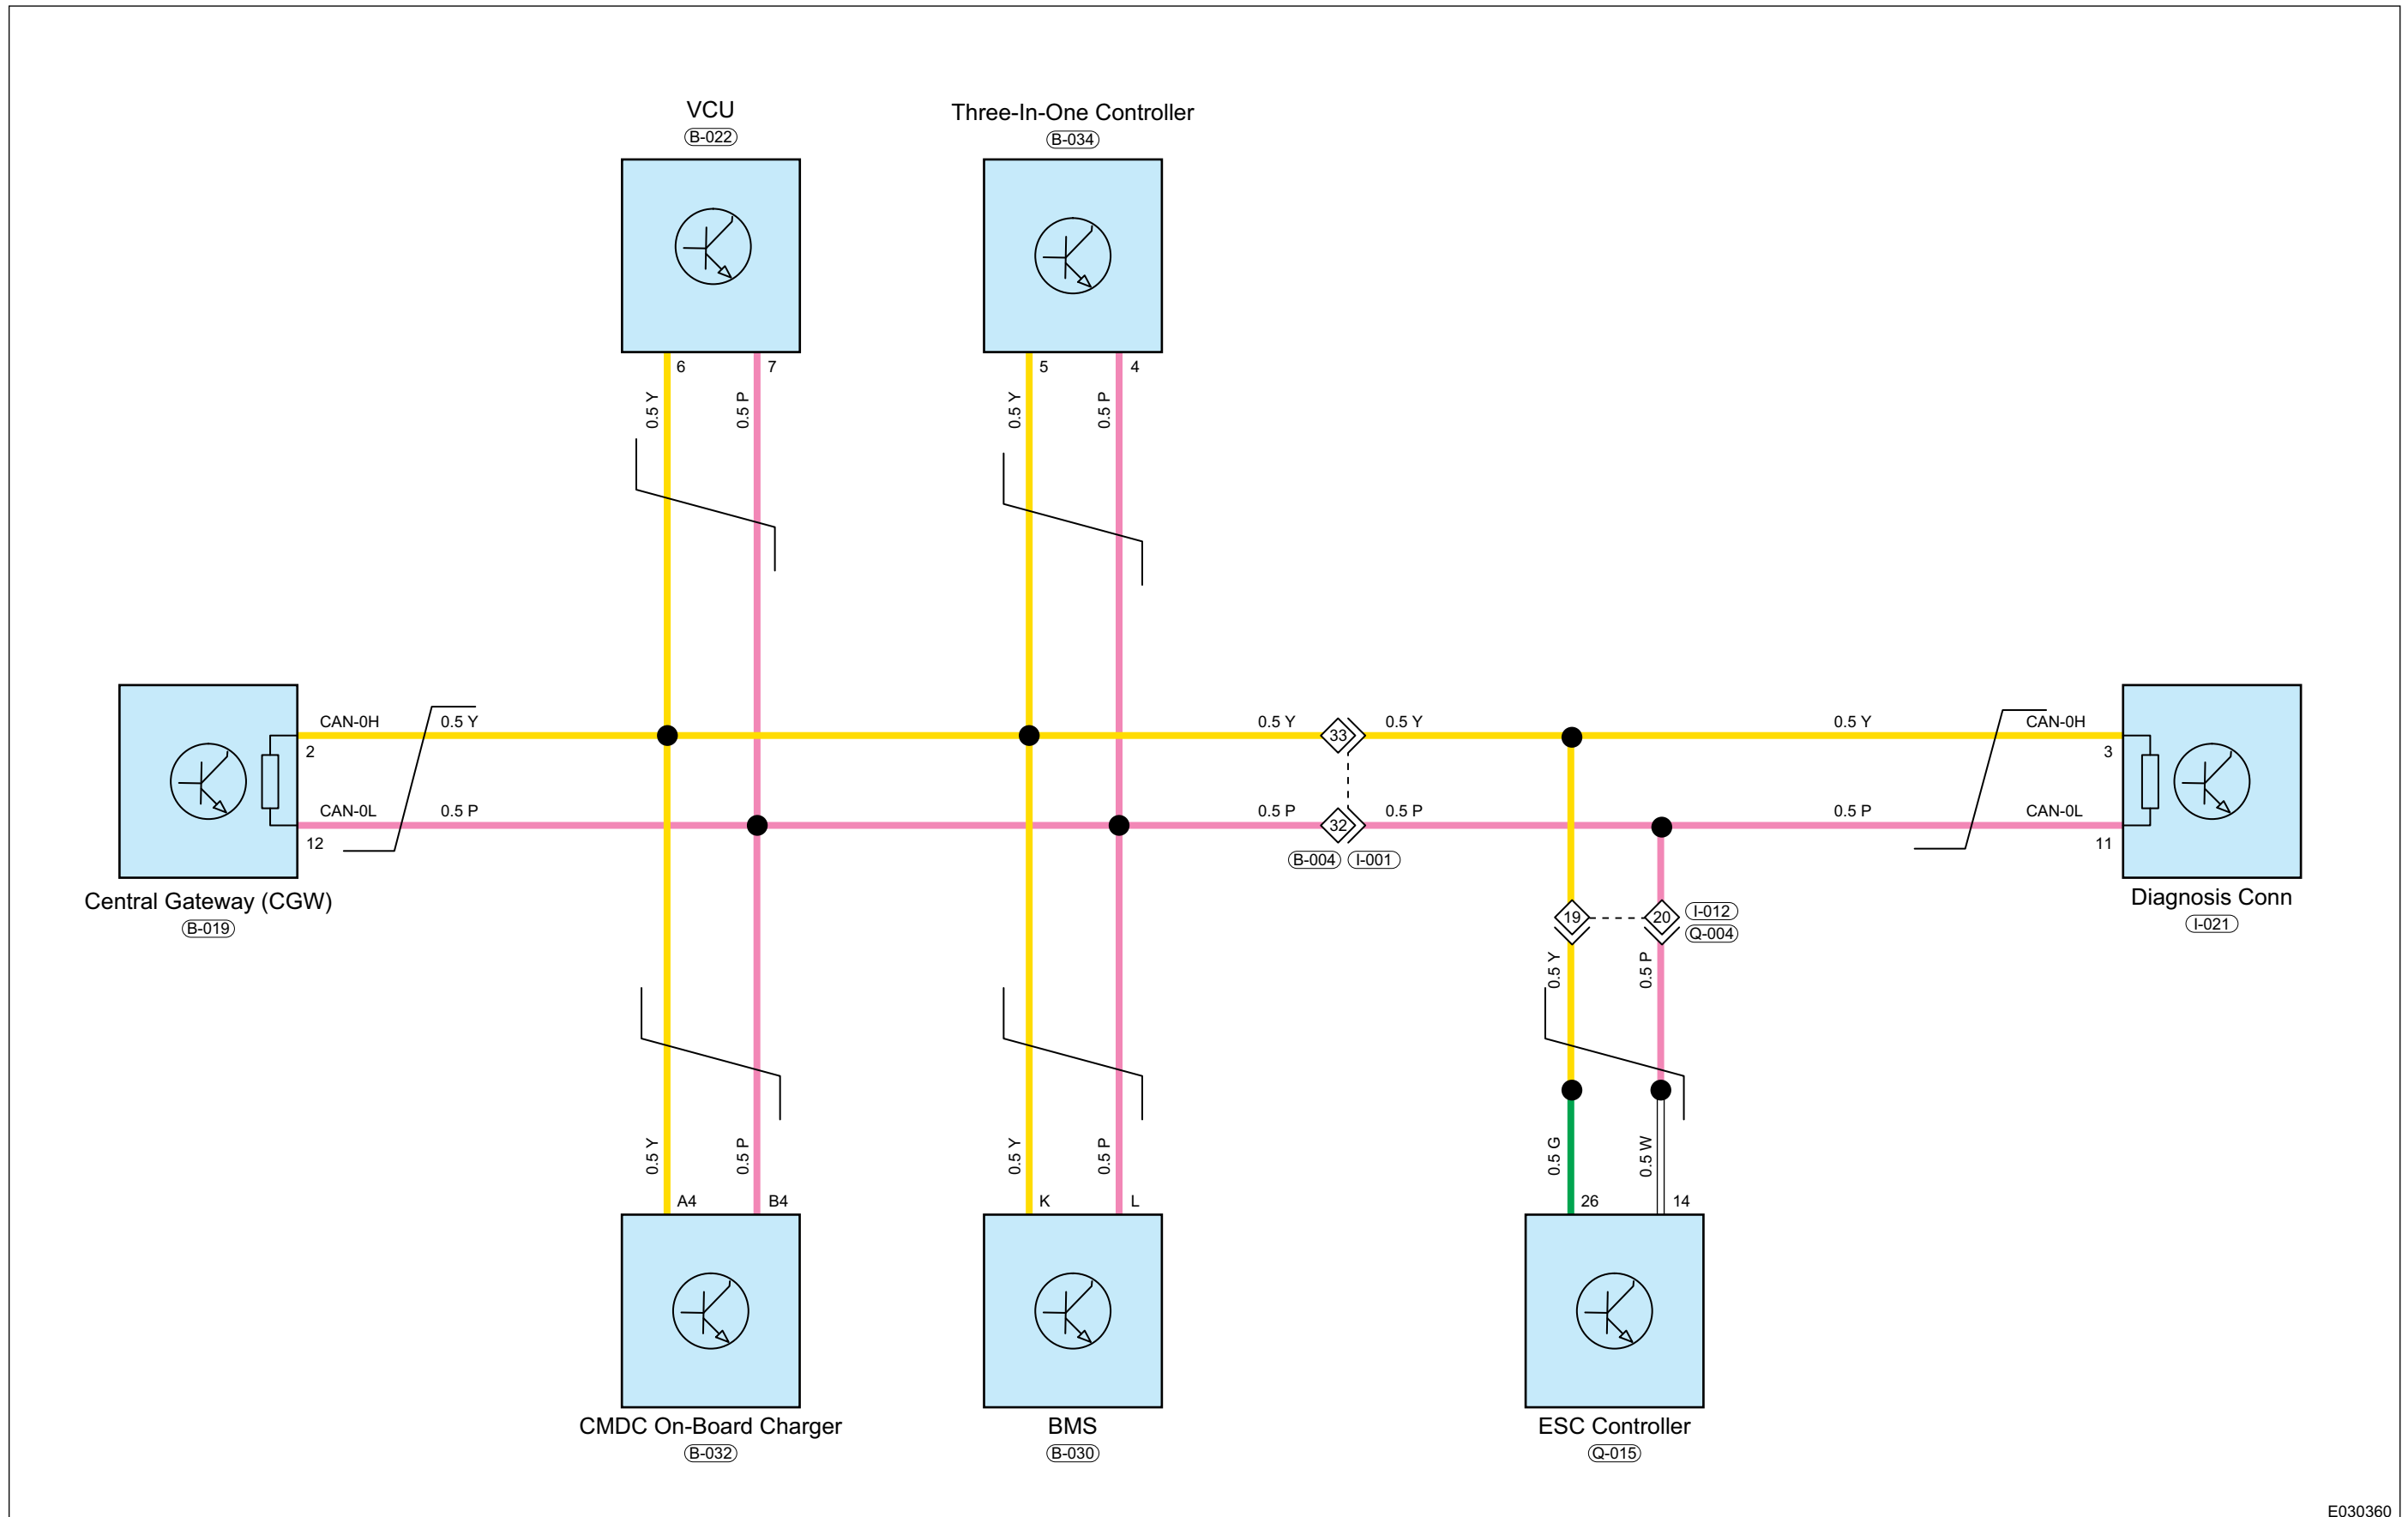 VCU
B-022
Three-In-One Controller
B-034
6 7
5 4
0.5 Y 0.5 P
0.5 Y 0.5 P
CAN-0H 0.5 Y
2
CAN-0L 0.5 P
12
0.5 Y 33 0.5 Y
0.5 P 32 0.5 P
B-004 I-001
0.5 Y CAN-0H
3
0.5 P CAN-0L
11
Central Gateway (CGW)
B-019
Diagnosis Conn
I-021
19 20 I-012
Q-004
0.5 Y 0.5 P
0.5 Y 0.5 P
0.5 Y 0.5 P
0.5 G 0.5 W
A4 B4
K L
26 14
CMDC On-Board Charger
B-032
BMS
B-030
ESC Controller
Q-015
E030360